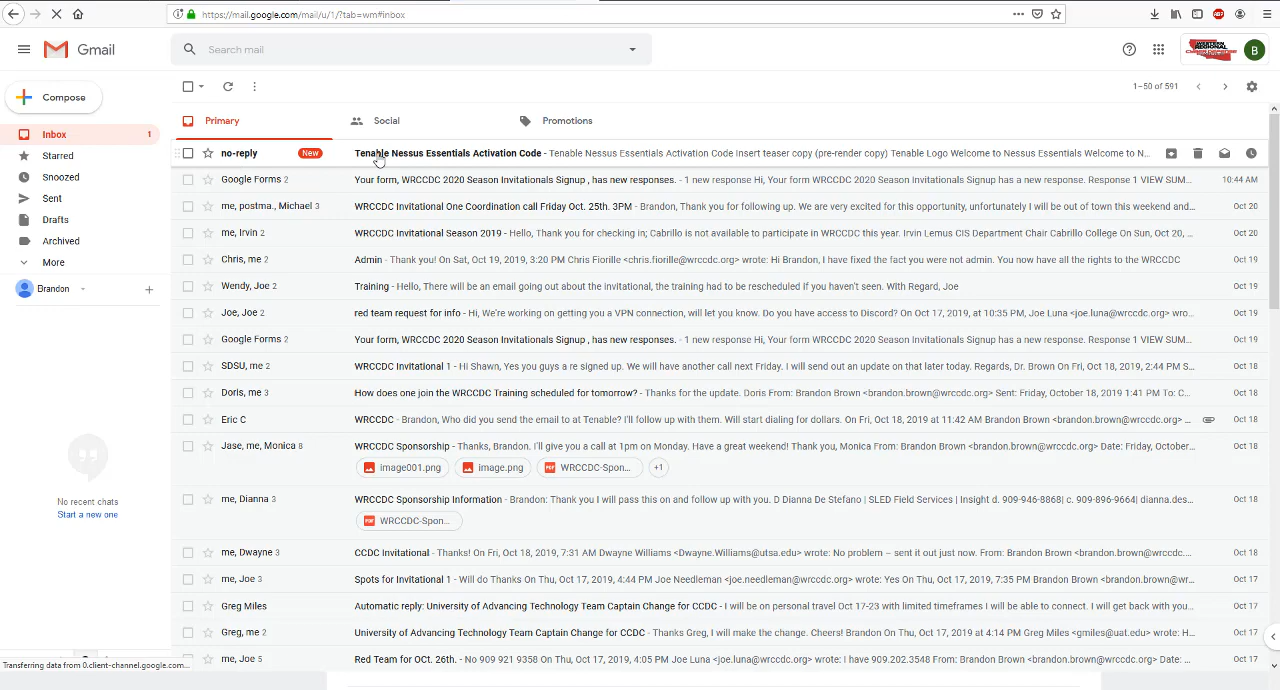 https://mail.google.com/mail/u/1/?tab=wm#inbox
ABP
Gmail
Search mail
B
Compose
1–50 of 591
Primary
Social
Promotions
Inbox 1
no-reply New Tenable Nessus Essentials Activation Code - Tenable Nessus Essentials Activation Code Insert teaser copy (pre-render copy) Tenable Logo Welcome to Nessus Essentials Welcome to N...
Starred
Google Forms 2 Your form, WRCCDC 2020 Season Invitationals Signup , has new responses. - 1 new response Hi, Your form WRCCDC 2020 Season Invitationals Signup has a new response. Response 1 VIEW SUM... 10:44 AM
Snoozed
Sent
me, postma., Michael 3 WRCCDC Invitational One Coordination call Friday Oct. 25th. 3PM - Brandon, Thank you for following up. We are very excited for this opportunity, unfortunately I will be out of town this weekend and... Oct 20
Drafts
me, Irvin 2 WRCCDC Invitational Season 2019 - Hello, Thank you for checking in; Cabrillo is not available to participate in WRCCDC this year. Irvin Lemus CIS Department Chair Cabrillo College On Sun, Oct 20, ... Oct 20
Archived
Chris, me 2 Admin - Thank you! On Sat, Oct 19, 2019, 3:20 PM Chris Fiorille <chris.fiorille@wrccdc.org> wrote: Hi Brandon, I have fixed the fact you were not admin. You now have all the rights to the WRCCDC Oct 19
More
Brandon
Wendy, Joe 2 Training - Hello, There will be an email going out about the invitational, the training had to be rescheduled if you haven't seen. With Regard, Joe Oct 19
Joe, Joe 2 red team request for info - Hi, We're working on getting you a VPN connection, will let you know. Do you have access to Discord? On Oct 17, 2019, at 10:35 PM, Joe Luna <joe.luna@wrccdc.org> wro... Oct 19
Google Forms 2 Your form, WRCCDC 2020 Season Invitationals Signup , has new responses. - 1 new response Hi, Your form WRCCDC 2020 Season Invitationals Signup has a new response. Response 1 VIEW SUM... Oct 19
SDSU, me 2 WRCCDC Invitational 1 - Hi Shawn, Yes you guys a re signed up. We will have another call next Friday. I will send out an update on that later today. Regards, Dr. Brown On Fri, Oct 18, 2019, 2:44 PM S... Oct 18
Doris, me 3 How does one join the WRCCDC Training scheduled for tomorrow? - Thanks for the update. Doris From: Brandon Brown <brandon.brown@wrccdc.org> Sent: Friday, October 18, 2019 1:41 PM To: C... Oct 18
Eric C WRCCDC - Brandon, Who did you send the email to at Tenable? I'll follow up with them. Will start dialing for dollars. On Fri, Oct 18, 2019 at 11:42 AM Brandon Brown <brandon.brown@wrccdc.org> ... Oct 18
Jase, me, Monica 8 WRCCDC Sponsorship - Thanks, Brandon. I'll give you a call at 1pm on Monday. Have a great weekend! Thank you, Monica From: Brandon Brown <brandon.brown@wrccdc.org> Date: Friday, October... Oct 18
image001.png image.png PDF WRCCDC-Spon... +1
me, Dianna 3 WRCCDC Sponsorship Information - Brandon: Thank you I will pass this on and follow up with you. D Dianna De Stefano | SLED Field Services | Insight d. 909-946-8868| c. 909-896-9664| dianna.des... Oct 18
No recent chats
Start a new one
PDF WRCCDC-Spon...
me, Dwayne 3 CCDC Invitational - Thanks! On Fri, Oct 18, 2019, 7:31 AM Dwayne Williams <Dwayne.Williams@utsa.edu> wrote: No problem – sent it out just now. From: Brandon Brown <brandon.brown@wrccdc.... Oct 18
me, Joe 3 Spots for Invitational 1 - Will do Thanks On Thu, Oct 17, 2019, 4:44 PM Joe Needleman <joe.needleman@wrccdc.org> wrote: Yes On Thu, Oct 17, 2019, 7:35 PM Brandon Brown <brandon.brown@wr... Oct 17
Greg Miles Automatic reply: University of Advancing Technology Team Captain Change for CCDC - I will be on personal travel Oct 17-23 with limited timeframes I will be able to connect. I will get back with you... Oct 17
Greg, me 2 University of Advancing Technology Team Captain Change for CCDC - Thanks Greg, I will make the change. Cheers! Brandon On Thu, Oct 17, 2019 at 4:14 PM Greg Miles <gmiles@uat.edu> wrote: H... Oct 17
me, Joe 5 Red Team for OCT. 26th. - No 909 921 9358 On Thu, Oct 17, 2019, 4:05 PM Joe Luna <joe.luna@wrccdc.org> wrote: I have 909.202.3548 From: Brandon Brown <brandon.brown@wrccdc.org> Date: ... Oct 17
Transferring data from 0.client-channel.google.com...